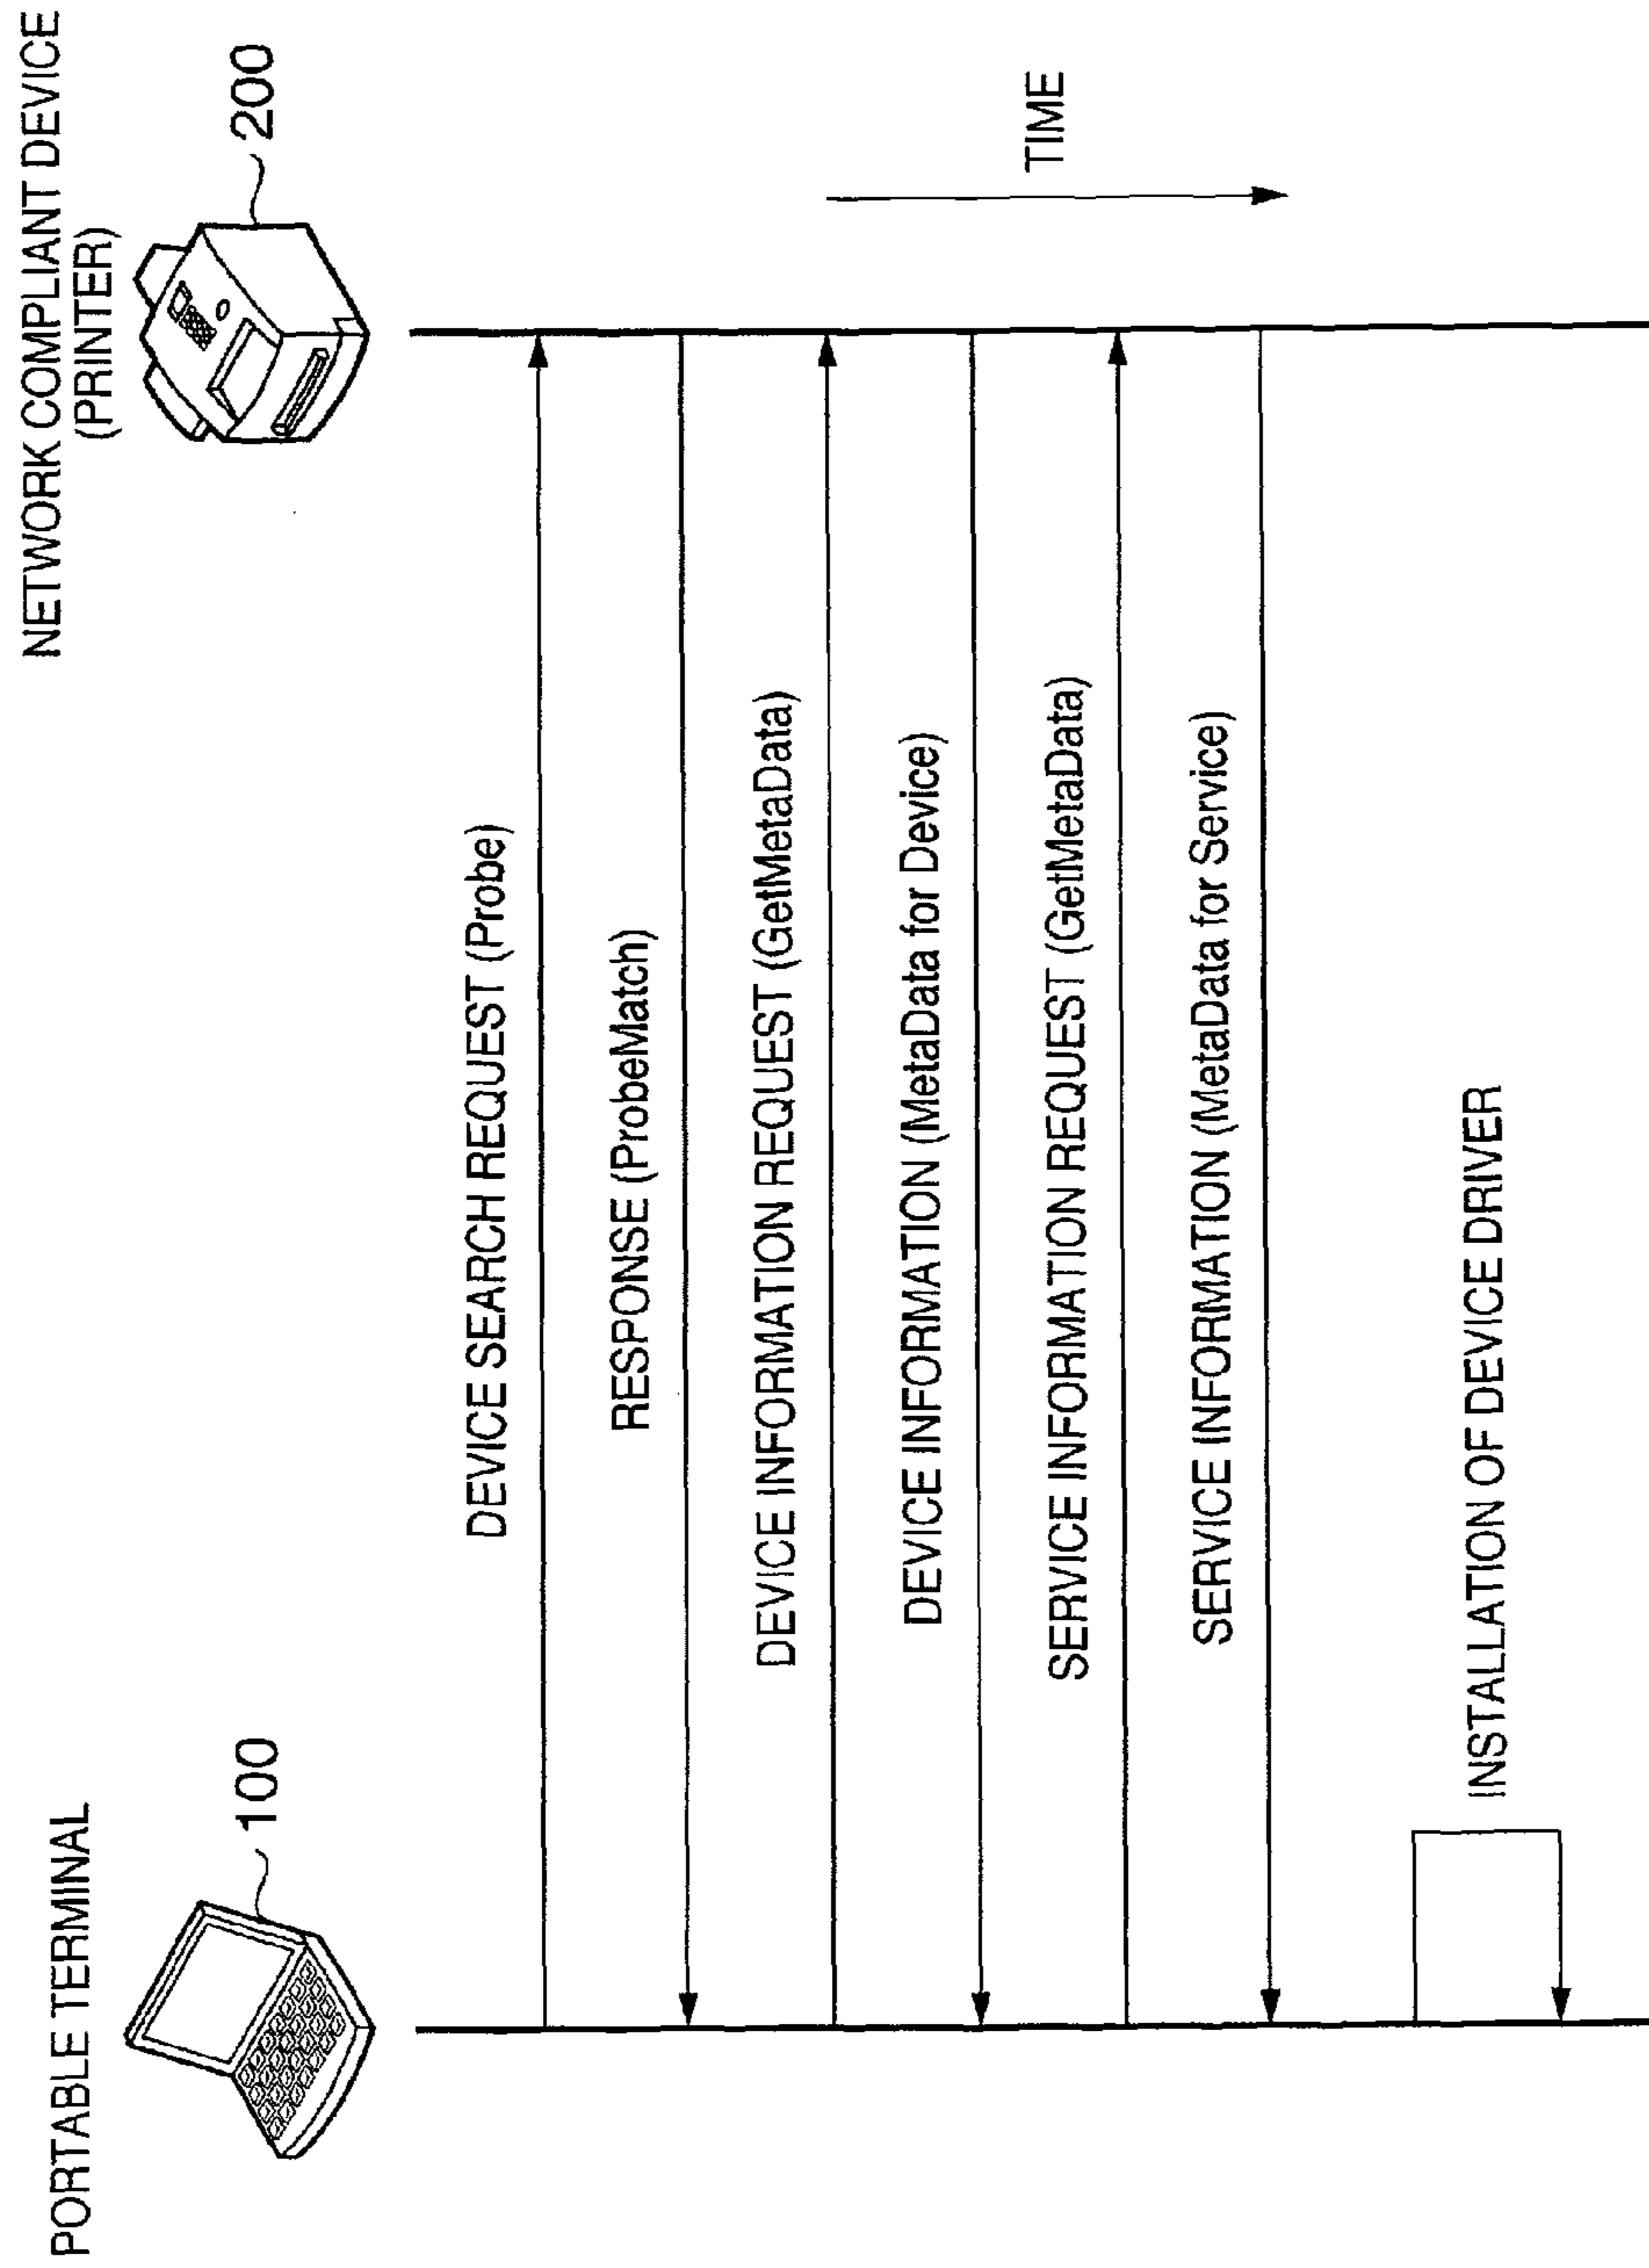 PORTABLE TERMINAL
100
NETWORK COMPLIANT DEVICE
(PRINTER)
200
DEVICE SEARCH REQUEST (Probe)
RESPONSE (ProbeMatch)
DEVICE INFORMATION REQUEST (GetMetaData)
TIME
DEVICE INFORMATION (MetaData for Device)
SERVICE INFORMATION REQUEST (GetMetaData)
SERVICE INFORMATION (MetaData for Service)
INSTALLATION OF DEVICE DRIVER